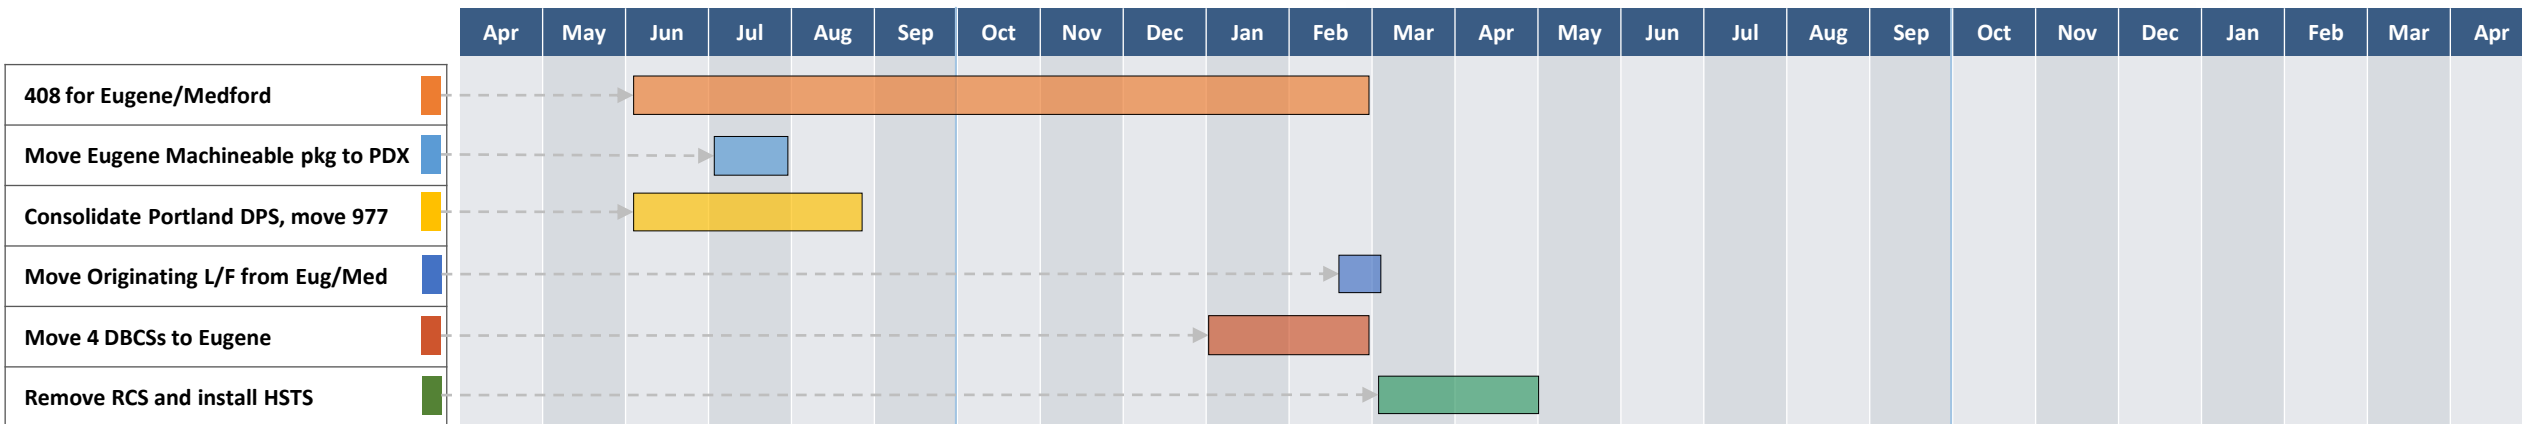 Apr May Jun Jul Aug Sep Oct Nov Dec Jan Feb Mar Apr May Jun Jul Aug Sep Oct Nov Dec Jan Feb Mar Apr
408 for Eugene/Medford
Move Eugene Machineable pkg to PDX
Consolidate Portland DPS, move 977
Move Originating L/F from Eug/Med
Move 4 DBCSs to Eugene
Remove RCS and install HSTS